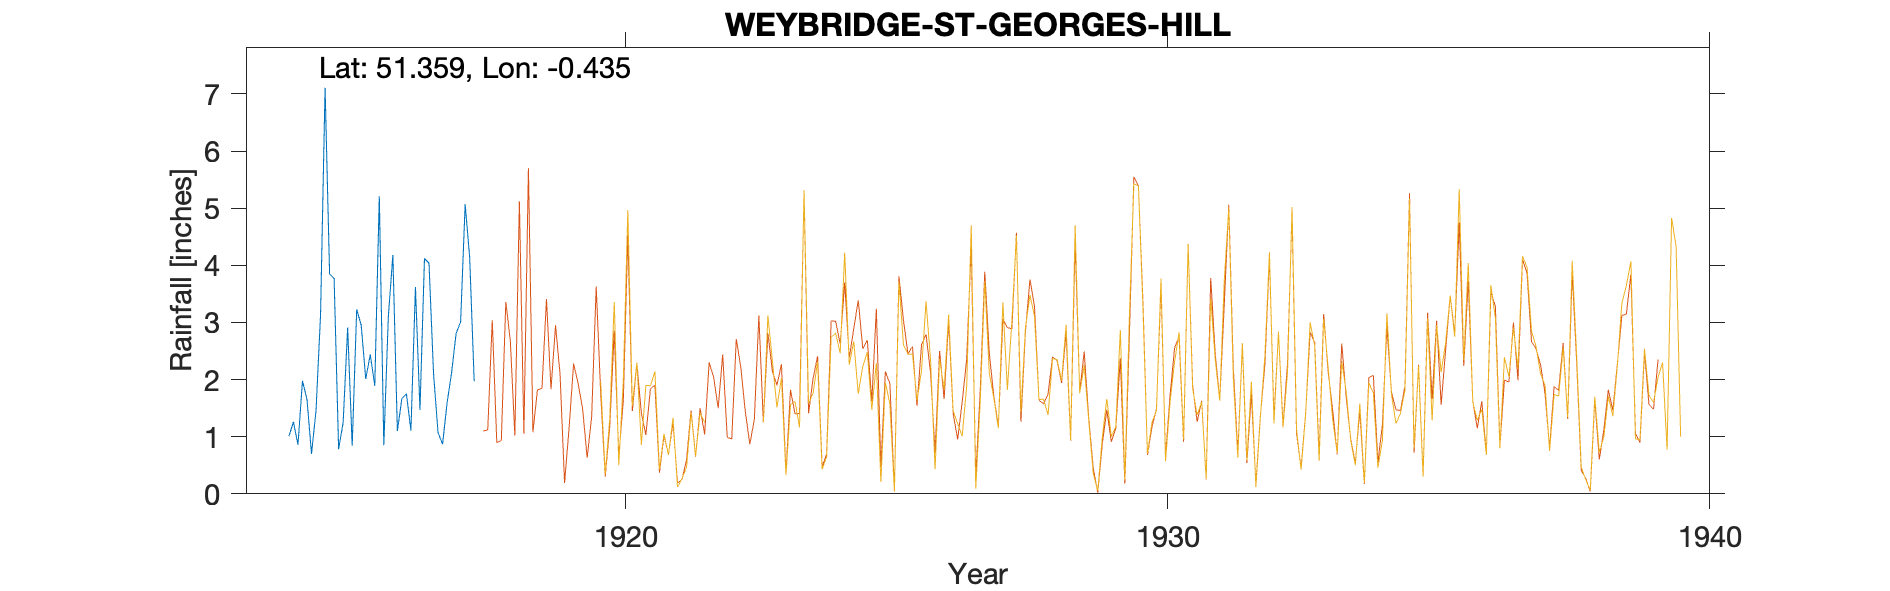 WEYBRIDGE-ST-GEORGES-HILL
Lat: 51.359, Lon: -0.435
7
6
5
4
3
2
1
0
Rainfall [inches]
1920 1930 1940
Year